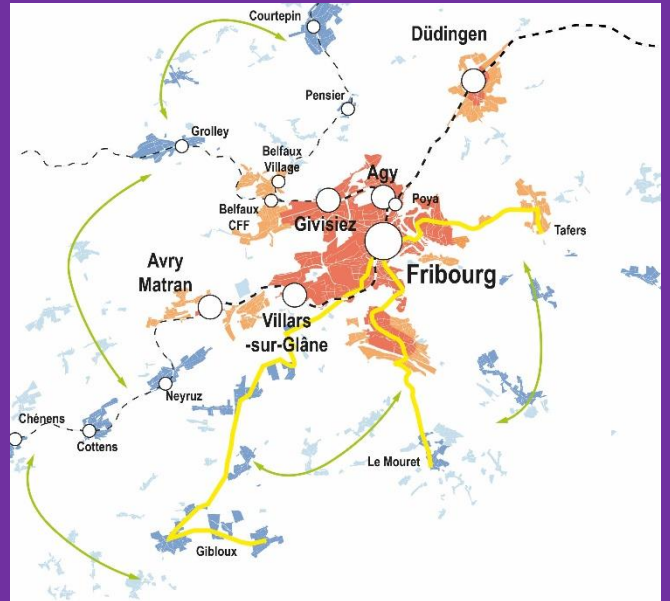 Courtepin
Düdingen
Pensier
Grolley
Belfaux
Village
Agy
Poya
Belfaux
CFF
Givisiez
Tafers
Avry
Matran
Fribourg
Villars
-sur-Glâne
Neyruz
Chénens
Cottens
Le Mouret
Gibloux